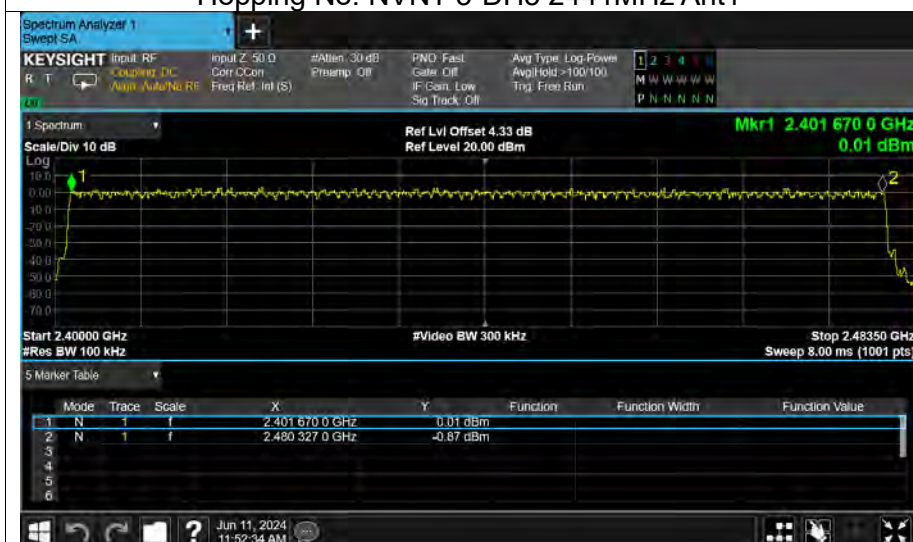 Hopping No. NVNT 3-DH5 2441MHz Ant1
Spectrum Analyzer 1
Swept SA
+
KEYSIGHT Input: RF Input Z: 50 Ω #Atten: 30 dB PNO: Fast Avg Type: Log-Power 1 2 3 4
R T Coupling: DC Corr CCorr Preamp: Off Gate: Off Avg|Hold: >100/100 M W W W W W
Align: Auto/No RF Freq Ref: Int (S) IF Gain: Low Trig: Free Run
Sig Track: Off P N N N N N
1 Spectrum Ref Lvl Offset 4.33 dB Mkr1 2.401 670 0 GHz
Scale/Div 10 dB Ref Level 20.00 dBm 0.01 dBm
Log
10.0
1
2
0.00
-10.0
-20.0
-30.0
-40.0
-50.0
-60.0
-70.0
Start 2.40000 GHz #Video BW 300 kHz Stop 2.48350 GHz
#Res BW 100 kHz Sweep 8.00 ms (1001 pts)
5 Marker Table
Mode Trace Scale X Y Function Function Width Function Value
1 N 1 f 2.401 670 0 GHz 0.01 dBm
2 N 1 f 2.480 327 0 GHz -0.87 dBm
3
4
5
6
? Jun 11, 2024
11:52:34 AM